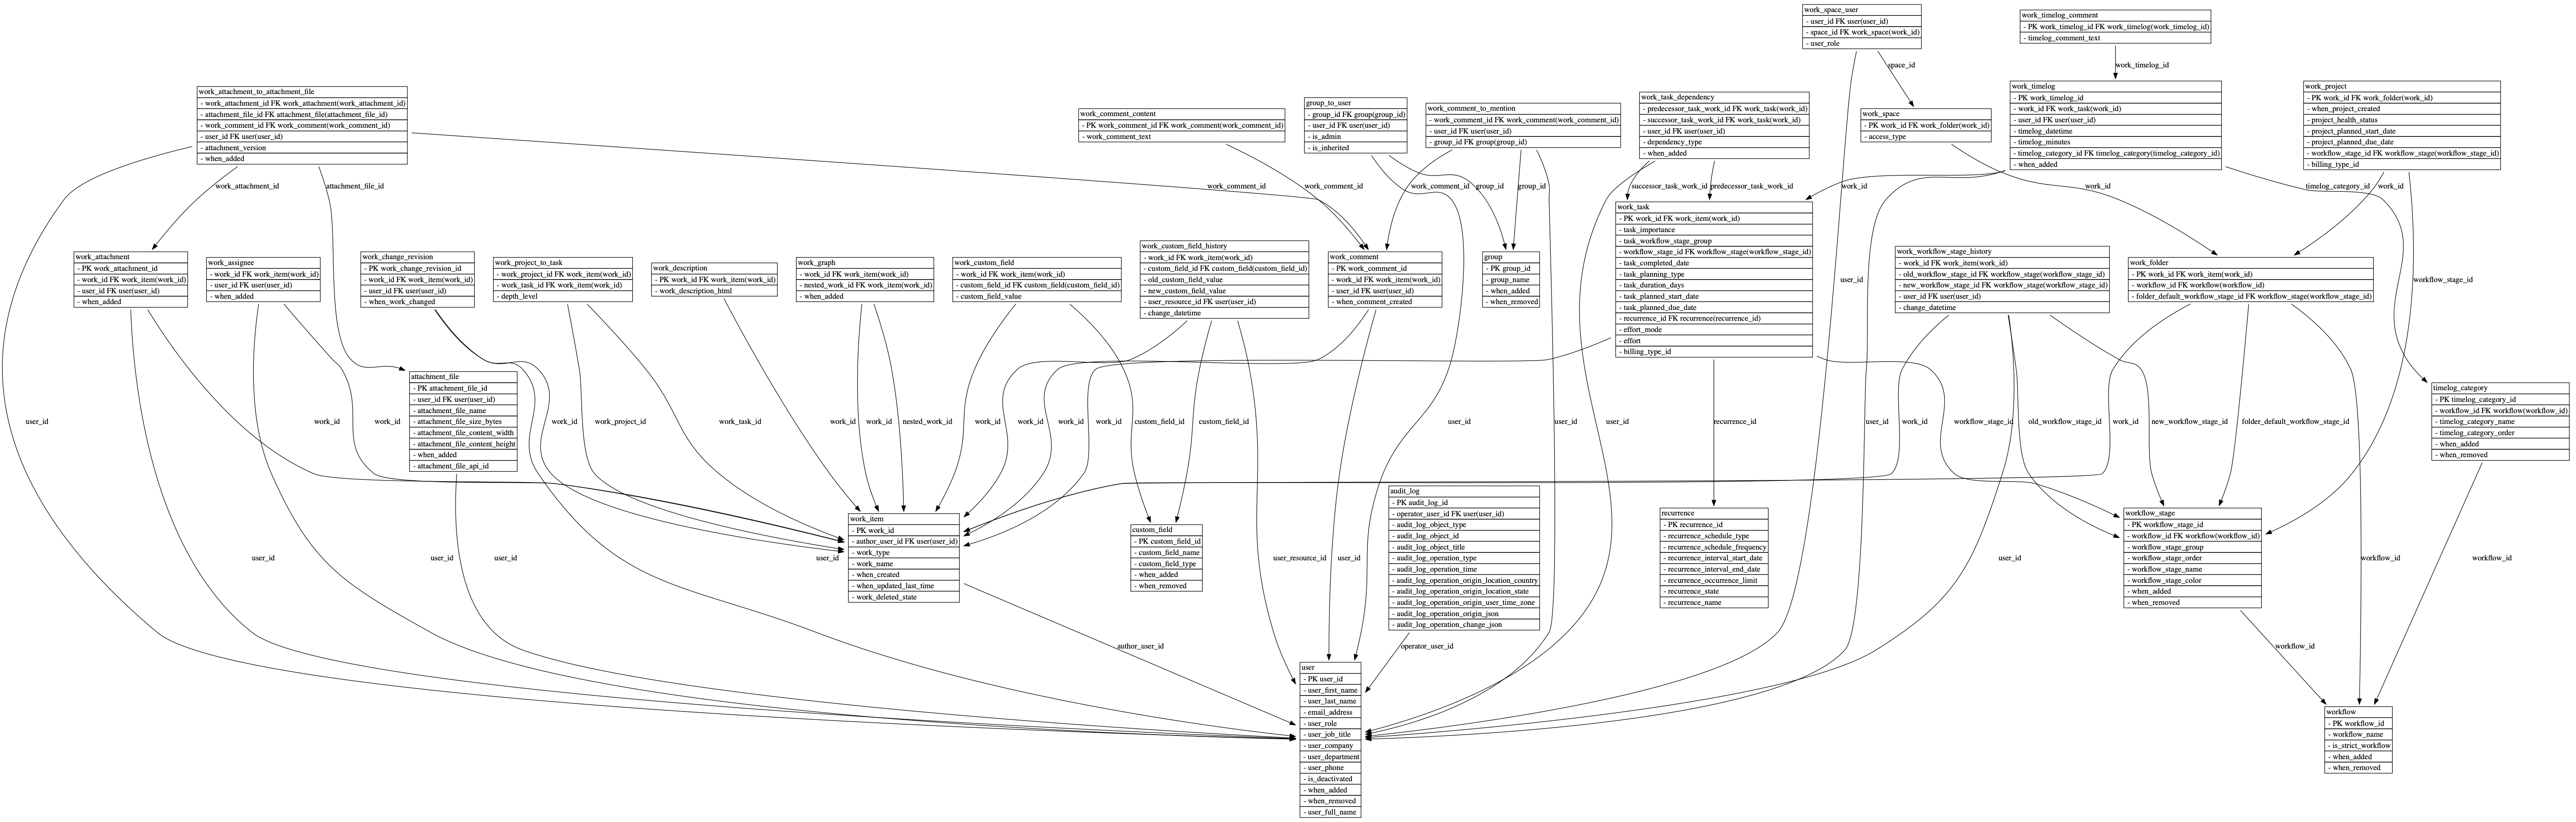 work_space_user
- user_id FK user(user_id)
- space_id FK work_space(work_id)
- user_role
work_timelog_comment
- PK work_timelog_id FK work_timelog(work_timelog_id)
- timelog_comment_text
space_id
work_timelog_id
work_attachment_to_attachment_file
- work_attachment_id FK work_attachment(work_attachment_id)
- attachment_file_id FK attachment_file(attachment_file_id)
- work_comment_id FK work_comment(work_comment_id)
- user_id FK user(user_id)
- attachment_version
- when_added
work_comment_content
- PK work_comment_id FK work_comment(work_comment_id)
- work_comment_text
group_to_user
- group_id FK group(group_id)
- user_id FK user(user_id)
- is_admin
- is_inherited
work_comment_to_mention
- work_comment_id FK work_comment(work_comment_id)
- user_id FK user(user_id)
- group_id FK group(group_id)
work_task_dependency
- predecessor_task_work_id FK work_task(work_id)
- successor_task_work_id FK work_task(work_id)
- user_id FK user(user_id)
- dependency_type
- when_added
work_space
- PK work_id FK work_folder(work_id)
- access_type
work_timelog
- PK work_timelog_id
- work_id FK work_task(work_id)
- user_id FK user(user_id)
- timelog_datetime
- timelog_minutes
- timelog_category_id FK timelog_category(timelog_category_id)
- when_added
work_project
- PK work_id FK work_folder(work_id)
- when_project_created
- project_health_status
- project_planned_start_date
- project_planned_due_date
- workflow_stage_id FK workflow_stage(workflow_stage_id)
- billing_type_id
work_attachment_id
attachment_file_id
work_comment_id
work_comment_id
work_comment_id
group_id
group_id
successor_task_work_id
predecessor_task_work_id
work_id
work_id
timelog_category_id
work_id
work_attachment
- PK work_attachment_id
- work_id FK work_item(work_id)
- user_id FK user(user_id)
- when_added
work_assignee
- work_id FK work_item(work_id)
- user_id FK user(user_id)
- when_added
work_change_revision
- PK work_change_revision_id
- work_id FK work_item(work_id)
- user_id FK user(user_id)
- when_work_changed
work_project_to_task
- work_project_id FK work_item(work_id)
- work_task_id FK work_item(work_id)
- depth_level
work_description
- PK work_id FK work_item(work_id)
- work_description_html
work_graph
- work_id FK work_item(work_id)
- nested_work_id FK work_item(work_id)
- when_added
work_custom_field
- work_id FK work_item(work_id)
- custom_field_id FK custom_field(custom_field_id)
- custom_field_value
work_custom_field_history
- work_id FK work_item(work_id)
- custom_field_id FK custom_field(custom_field_id)
- old_custom_field_value
- new_custom_field_value
- user_resource_id FK user(user_id)
- change_datetime
work_comment
- PK work_comment_id
- work_id FK work_item(work_id)
- user_id FK user(user_id)
- when_comment_created
group
- PK group_id
- group_name
- when_added
- when_removed
work_task
- PK work_id FK work_item(work_id)
- task_importance
- task_workflow_stage_group
- workflow_stage_id FK workflow_stage(workflow_stage_id)
- task_completed_date
- task_planning_type
- task_duration_days
- task_planned_start_date
- task_planned_due_date
- recurrence_id FK recurrence(recurrence_id)
- effort_mode
- effort
- billing_type_id
user_id
work_workflow_stage_history
- work_id FK work_item(work_id)
- old_workflow_stage_id FK workflow_stage(workflow_stage_id)
- new_workflow_stage_id FK workflow_stage(workflow_stage_id)
- user_id FK user(user_id)
- change_datetime
work_folder
- PK work_id FK work_item(work_id)
- workflow_id FK workflow(workflow_id)
- folder_default_workflow_stage_id FK workflow_stage(workflow_stage_id)
workflow_stage_id
attachment_file
- PK attachment_file_id
- user_id FK user(user_id)
- attachment_file_name
- attachment_file_size_bytes
- attachment_file_content_width
- attachment_file_content_height
- when_added
- attachment_file_api_id
timelog_category
- PK timelog_category_id
- workflow_id FK workflow(workflow_id)
- timelog_category_name
- timelog_category_order
- when_added
- when_removed
user_id
work_id
work_id
work_id
work_project_id
work_task_id
work_id
work_id
nested_work_id
work_id
work_id
work_id
work_id
custom_field_id
custom_field_id
user_id
user_id
user_id
recurrence_id
user_id
work_id
workflow_stage_id
old_workflow_stage_id
work_id
new_workflow_stage_id
folder_default_workflow_stage_id
work_item
- PK work_id
- author_user_id FK user(user_id)
- work_type
- work_name
- when_created
- when_updated_last_time
- work_deleted_state
custom_field
- PK custom_field_id
- custom_field_name
- custom_field_type
- when_added
- when_removed
audit_log
- PK audit_log_id
- operator_user_id FK user(user_id)
- audit_log_object_type
- audit_log_object_id
- audit_log_object_title
- audit_log_operation_type
- audit_log_operation_time
- audit_log_operation_origin_location_country
- audit_log_operation_origin_location_state
- audit_log_operation_origin_user_time_zone
- audit_log_operation_origin_json
- audit_log_operation_change_json
recurrence
- PK recurrence_id
- recurrence_schedule_type
- recurrence_schedule_frequency
- recurrence_interval_start_date
- recurrence_interval_end_date
- recurrence_occurrence_limit
- recurrence_state
- recurrence_name
workflow_stage
- PK workflow_stage_id
- workflow_id FK workflow(workflow_id)
- workflow_stage_group
- workflow_stage_order
- workflow_stage_name
- workflow_stage_color
- when_added
- when_removed
user_id
user_id
user_id
user_id
user_resource_id
user_id
user_id
workflow_id
workflow_id
author_user_id
operator_user_id
workflow_id
user
- PK user_id
- user_first_name
- user_last_name
- email_address
- user_role
- user_job_title
- user_company
- user_department
- user_phone
- is_deactivated
- when_added
- when_removed
- user_full_name
workflow
- PK workflow_id
- workflow_name
- is_strict_workflow
- when_added
- when_removed